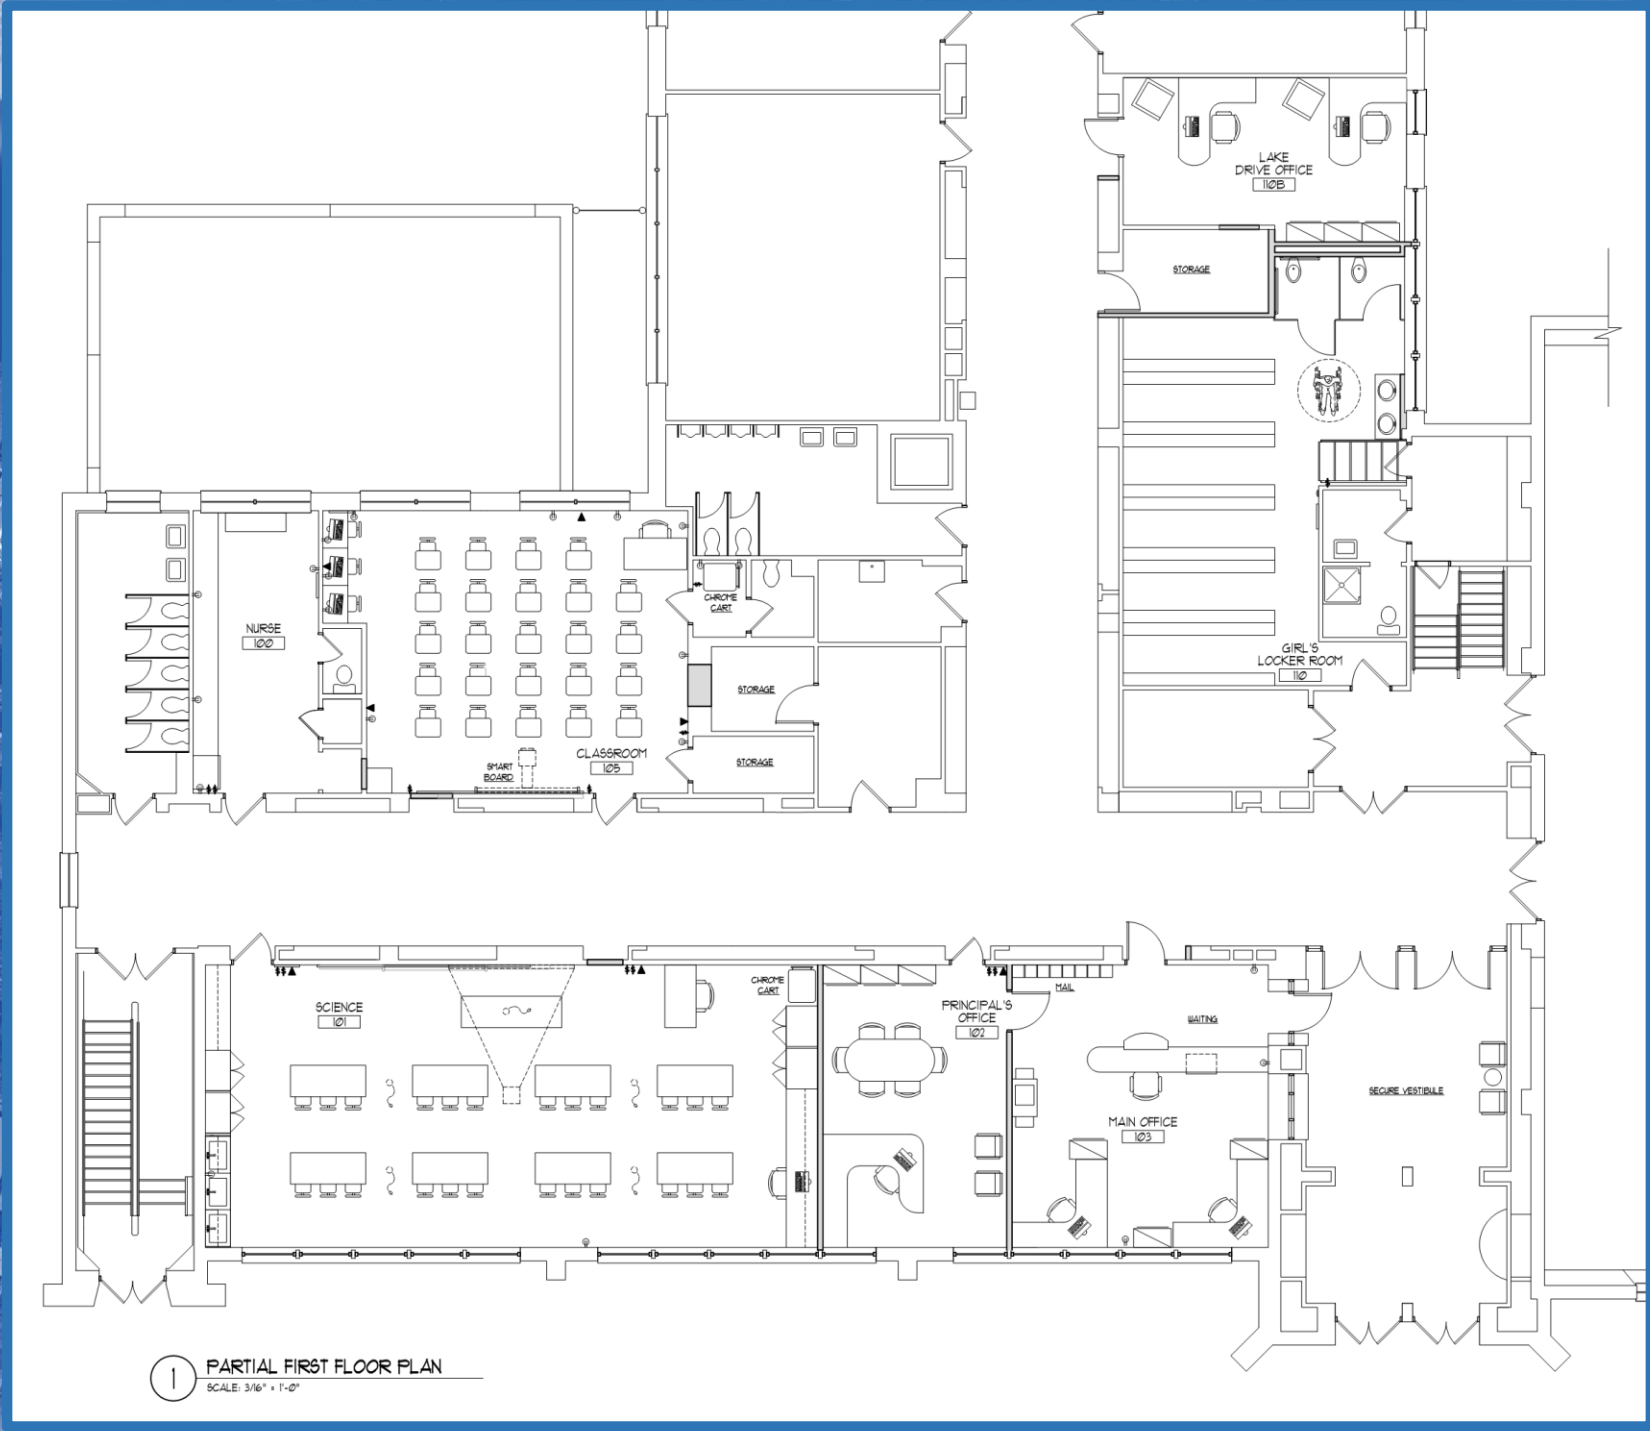 LAKE
DRIVE OFFICE
110B
STORAGE
NURSE
100
CHROME
CART
GIRL'S
LOCKER ROOM
110
STORAGE
CLASSROOM
105
SMART
BOARD
STORAGE
SCIENCE
101
CHROME
CART
PRINCIPAL'S
OFFICE
102
MAIL
WAITING
MAIN OFFICE
103
SECURE VESTIBULE
1
PARTIAL FIRST FLOOR PLAN
SCALE: 3/16" = 1'-0"